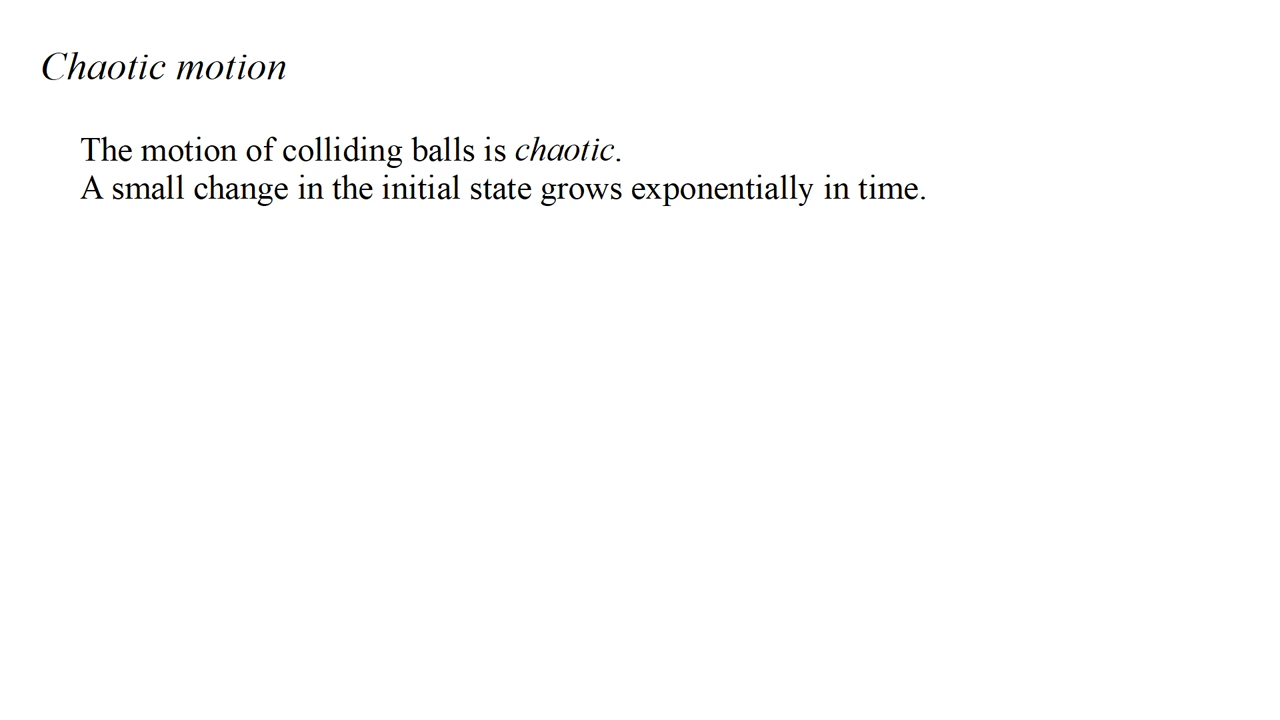 Chaotic motion
The motion of colliding balls is chaotic.
A small change in the initial state grows exponentially in time.